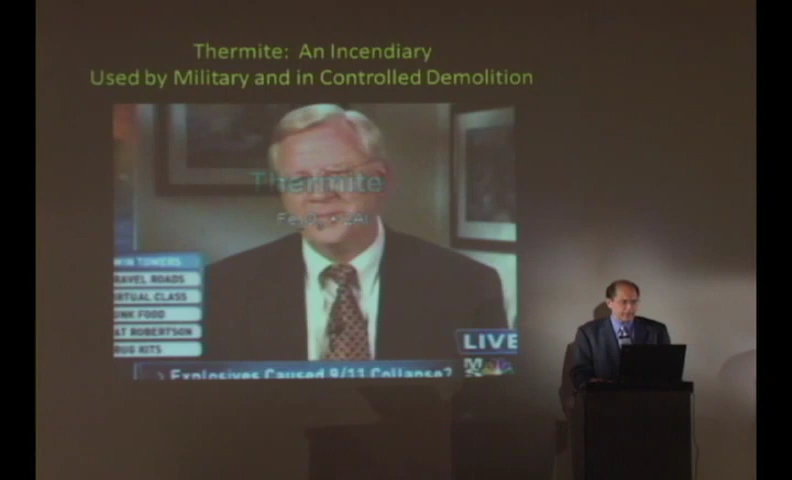 Thermite: An Incendiary
Used by Military and in Controlled Demolition
Thermite
WIN TOWERS
RAVEL ROADS
IRTUAL CLASS
UNK FOOD
AT ROBERTSON
RUG KITS
LIVE
Explosives Caused 9/11 Collapse?